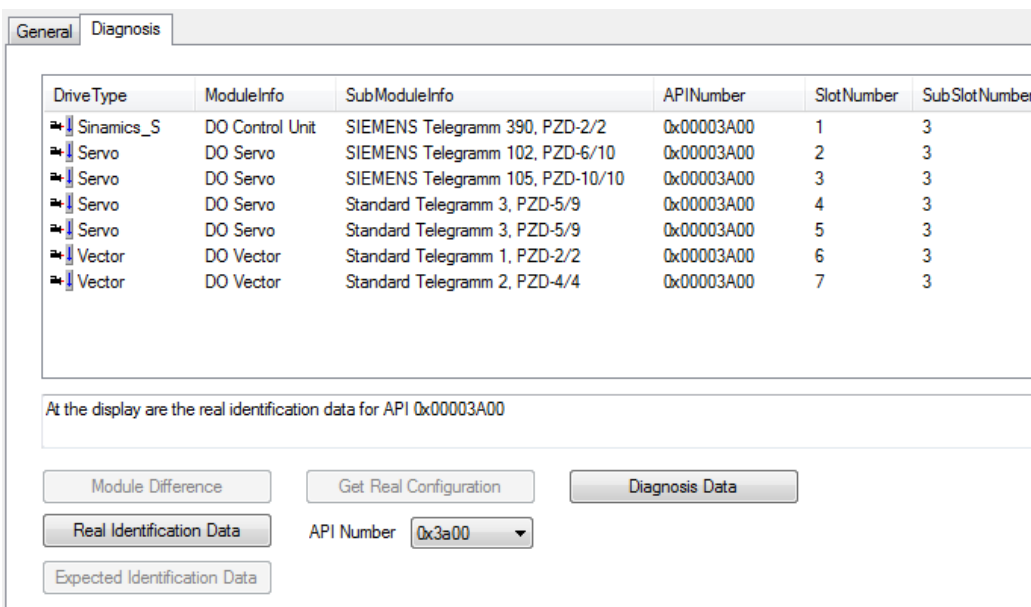 General Diagnosis
DriveType ModuleInfo SubModuleInfo APINumber SlotNumber SubSlotNumber
Sinamics_S DO Control Unit SIEMENS Telegramm 390, PZD-2/2 0x00003A00 1 3
Servo DO Servo SIEMENS Telegramm 102, PZD-6/10 0x00003A00 2 3
Servo DO Servo SIEMENS Telegramm 105, PZD-10/10 0x00003A00 3 3
Servo DO Servo Standard Telegramm 3, PZD-5/9 0x00003A00 4 3
Servo DO Servo Standard Telegramm 3, PZD-5/9 0x00003A00 5 3
Vector DO Vector Standard Telegramm 1, PZD-2/2 0x00003A00 6 3
Vector DO Vector Standard Telegramm 2, PZD-4/4 0x00003A00 7 3
At the display are the real identification data for API 0x00003A00
Module Difference Get Real Configuration Diagnosis Data
Real Identification Data API Number 0x3a00
Expected Identification Data